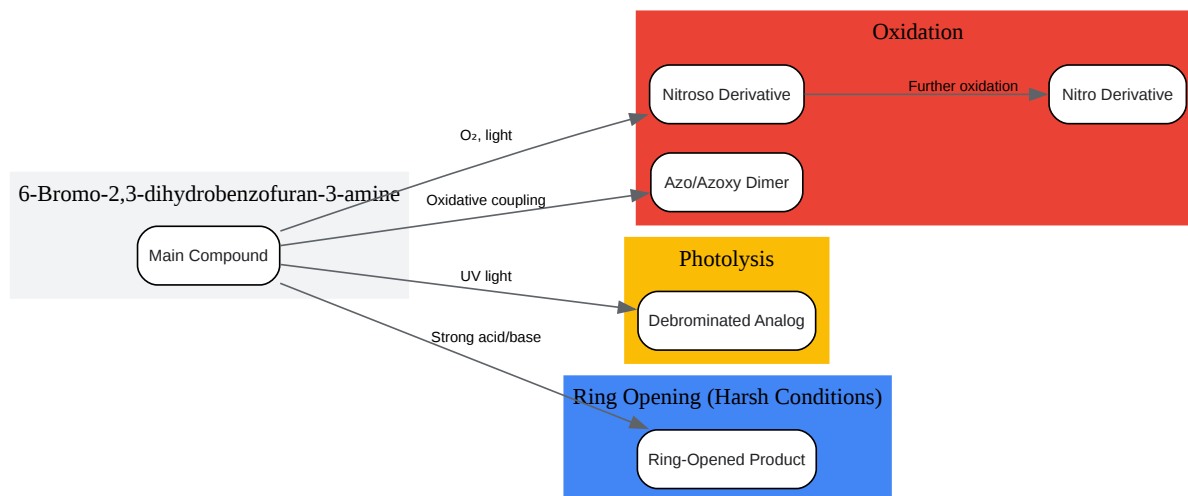 6-Bromo-2,3-dihydrobenzofuran-3-amine
Main Compound
O₂, light
Oxidative coupling
UV light
Strong acid/base
Oxidation
Nitroso Derivative
Further oxidation
Nitro Derivative
Azo/Azoxy Dimer
Photolysis
Debrominated Analog
Ring Opening (Harsh Conditions)
Ring-Opened Product